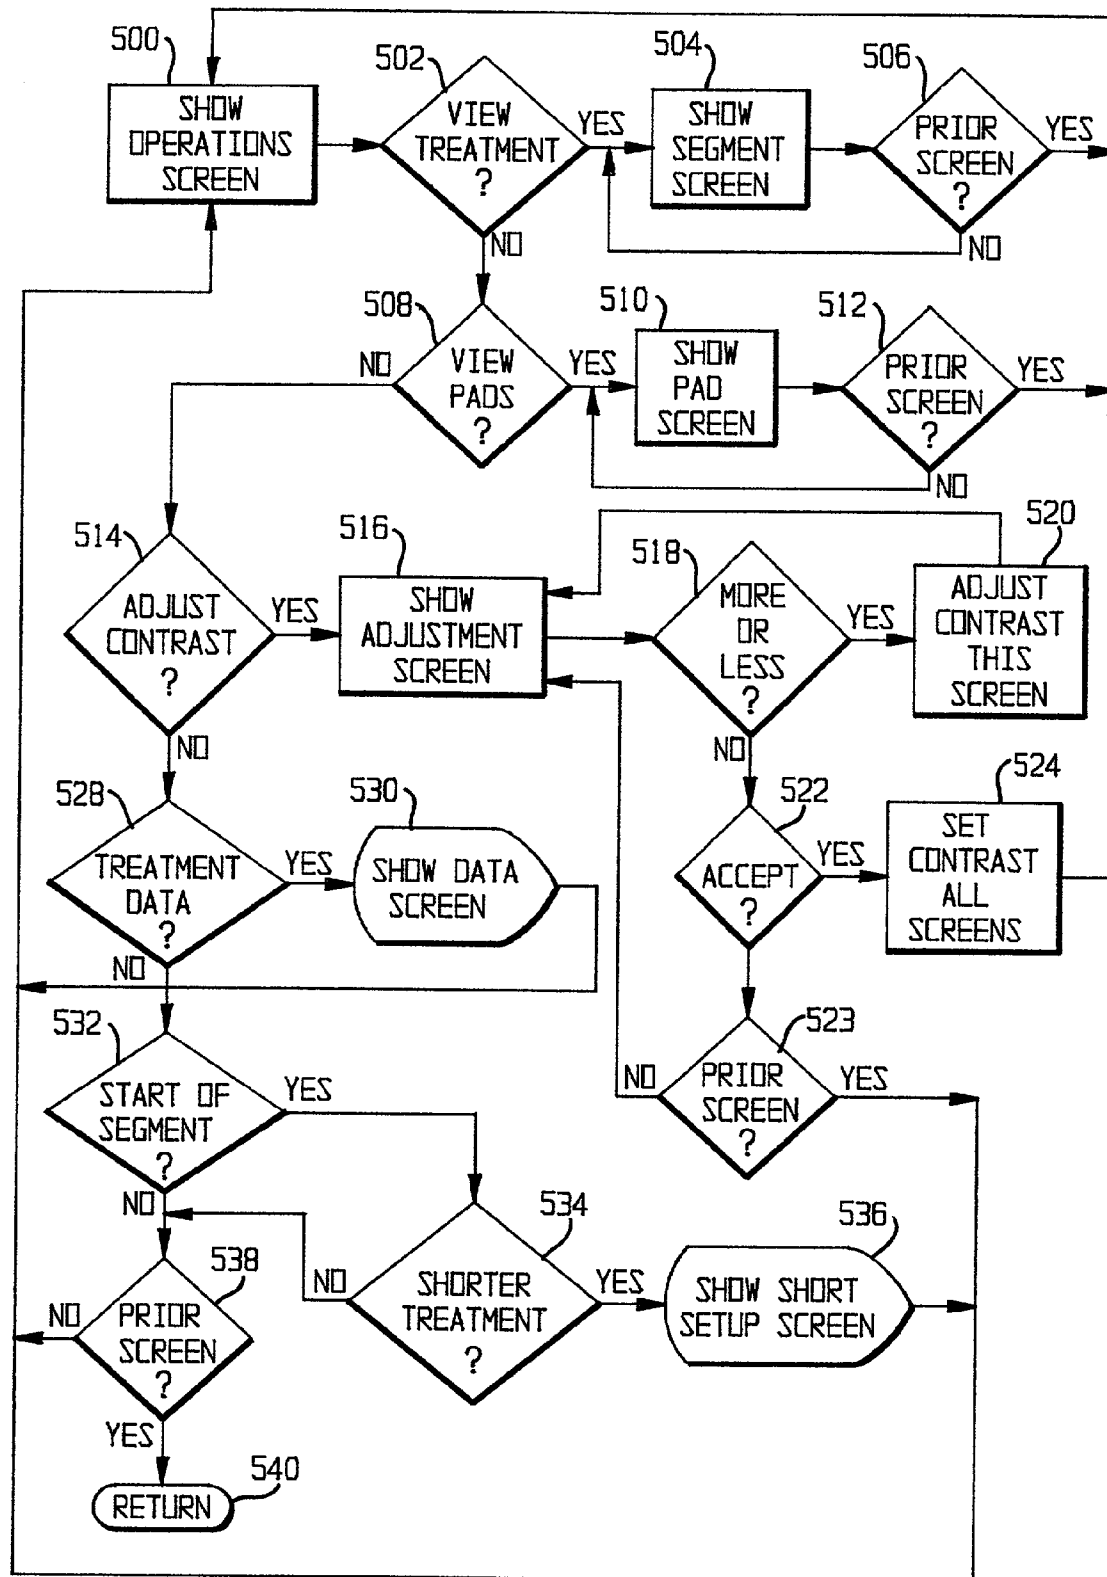 500
SHOW
OPERATIONS
SCREEN
502
VIEW
TREATMENT
?
YES
NO
504
SHOW
SEGMENT
SCREEN
506
PRIOR
SCREEN
?
YES
NO
508
VIEW
PADS
?
NO
YES
510
SHOW
PAD
SCREEN
512
PRIOR
SCREEN
?
YES
NO
514
ADJUST
CONTRAST
?
YES
NO
516
SHOW
ADJUSTMENT
SCREEN
518
MORE
OR
LESS
?
YES
NO
520
ADJUST
CONTRAST
THIS
SCREEN
522
ACCEPT
?
YES
524
SET
CONTRAST
ALL
SCREENS
528
TREATMENT
DATA
?
YES
NO
530
SHOW DATA
SCREEN
523
PRIOR
SCREEN
?
NO
YES
532
START OF
SEGMENT
?
YES
NO
534
SHORTER
TREATMENT
?
NO
YES
536
SHOW SHORT
SETUP SCREEN
538
PRIOR
SCREEN
?
NO
YES
540
RETURN